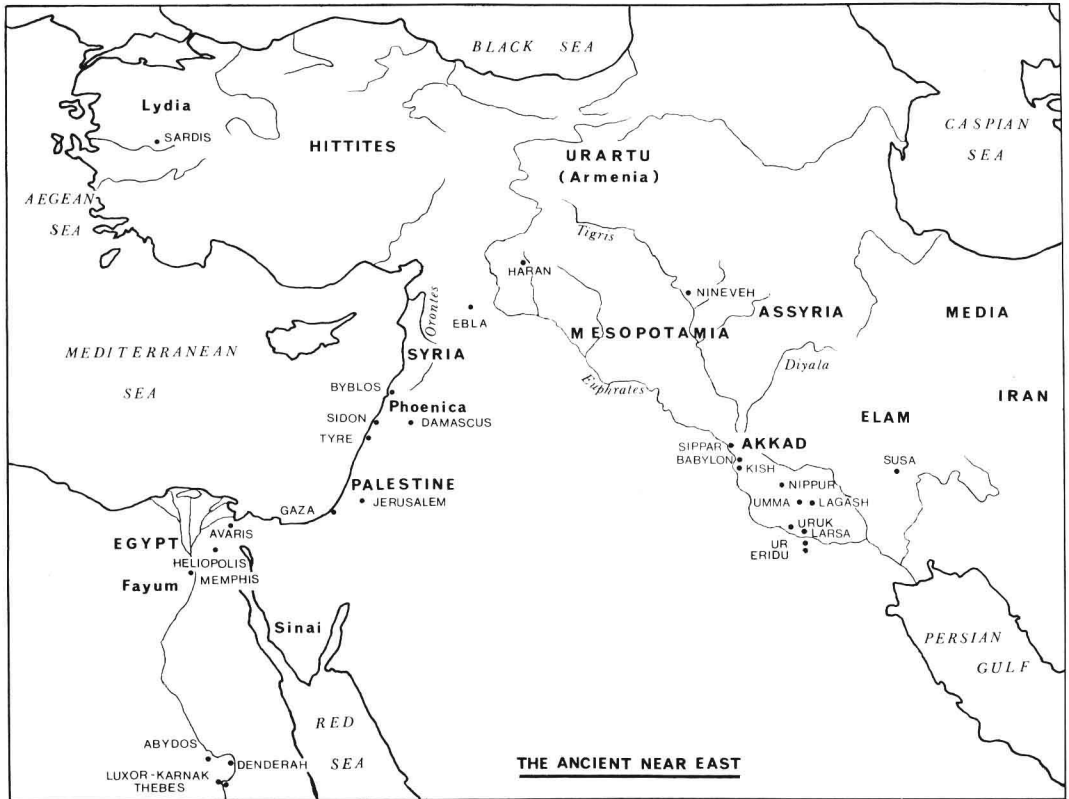 BLACK SEA
CASPIAN
SEA
Lydia
SARDIS
HITTITES
URARTU
(Armenia)
AEGEAN
SEA
Tigris
HARAN
NINEVEH
Orontes
EBLA
MESOPOTAMIA
ASSYRIA
MEDIA
MEDITERRANEAN
SEA
SYRIA
Diyala
Euphrates
BYBLOS
Phoenica
IRAN
SIDON
DAMASCUS
TYRE
ELAM
SIPPAR
AKKAD
BABYLON
KISH
SUSA
PALESTINE
JERUSALEM
NIPPUR
UMMA
LAGASH
GAZA
AVARIS
URUK
LARSA
EGYPT
UR
ERIDU
HELIOPOLIS
MEMPHIS
Fayum
Sinai
PERSIAN
GULF
RED
SEA
ABYDOS
DENDERAH
LUXOR-KARNAK
THEBES
THE ANCIENT NEAR EAST